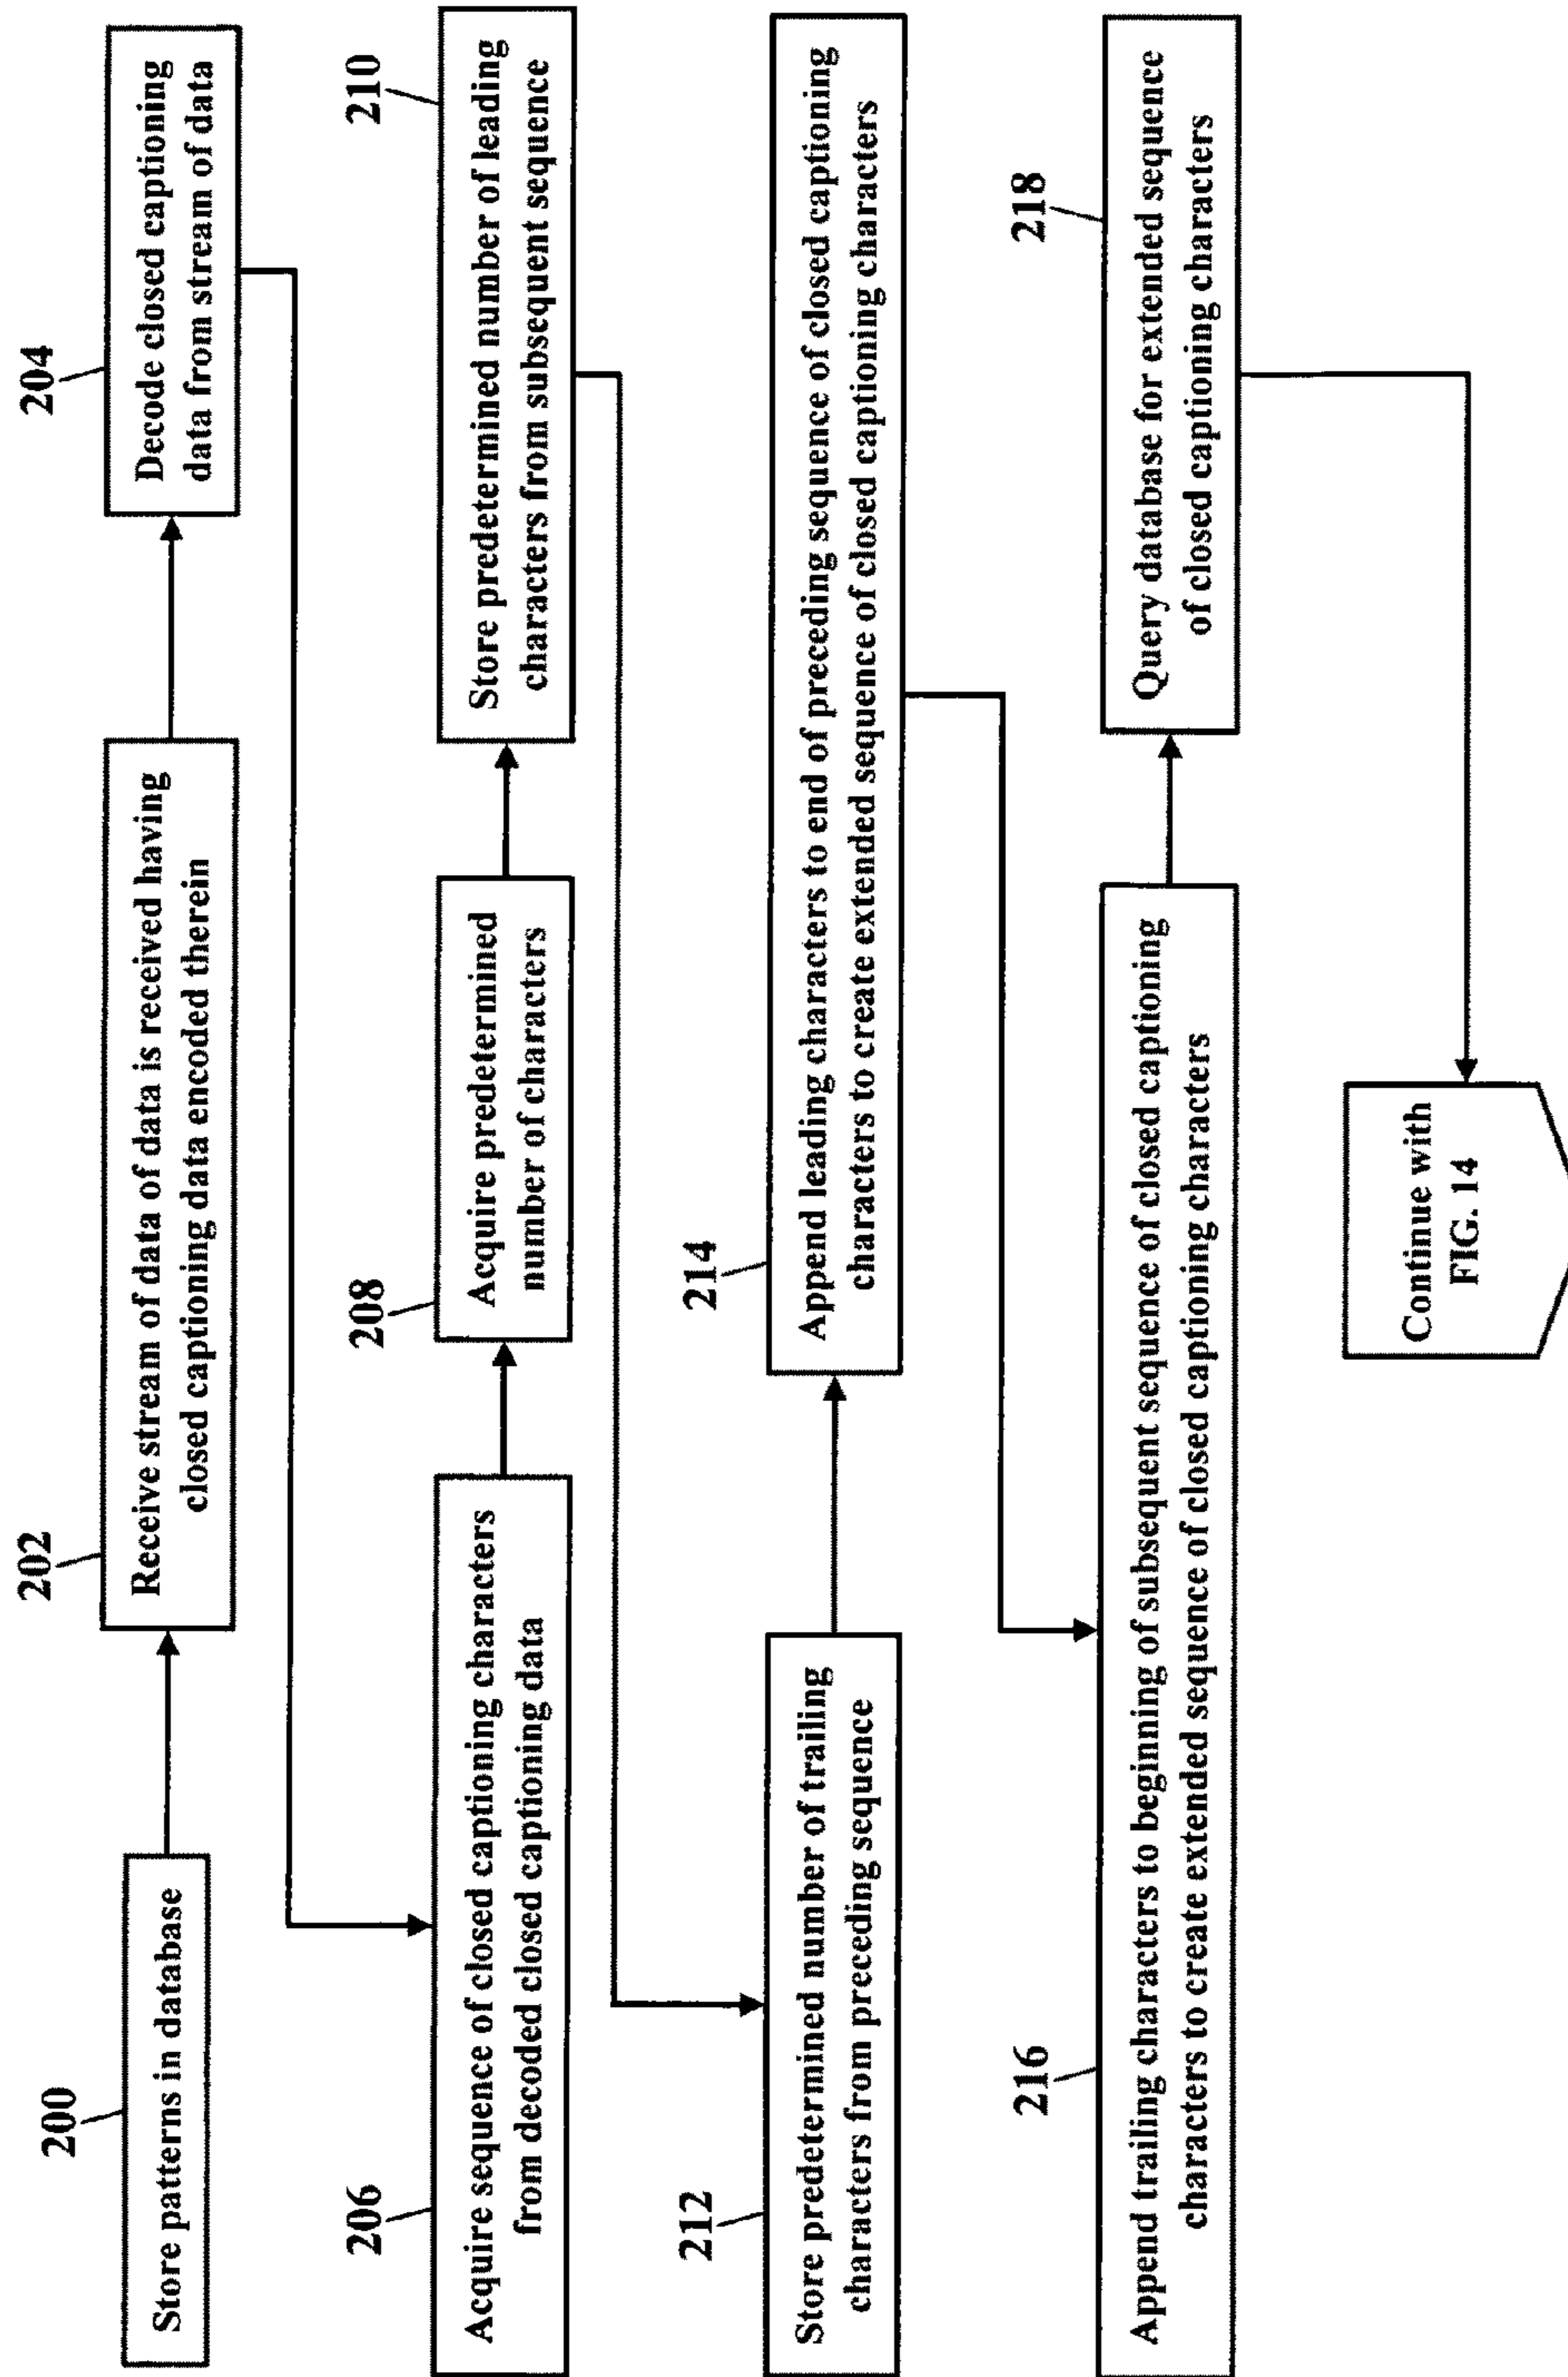 200
Store patterns in database
202
Receive stream of data of data is received having
closed captioning data encoded therein
204
Decode closed captioning
data from stream of data
206
Acquire sequence of closed captioning characters
from decoded closed captioning data
208
Acquire predetermined
number of characters
210
Store predetermined number of leading
characters from subsequent sequence
212
Store predetermined number of trailing
characters from preceding sequence
214
Append leading characters to end of preceding sequence of closed captioning
characters to create extended sequence of closed captioning characters
216
Append trailing characters to beginning of subsequent sequence of closed captioning
characters to create extended sequence of closed captioning characters
218
Query database for extended sequence
of closed captioning characters
Continue with
FIG. 14